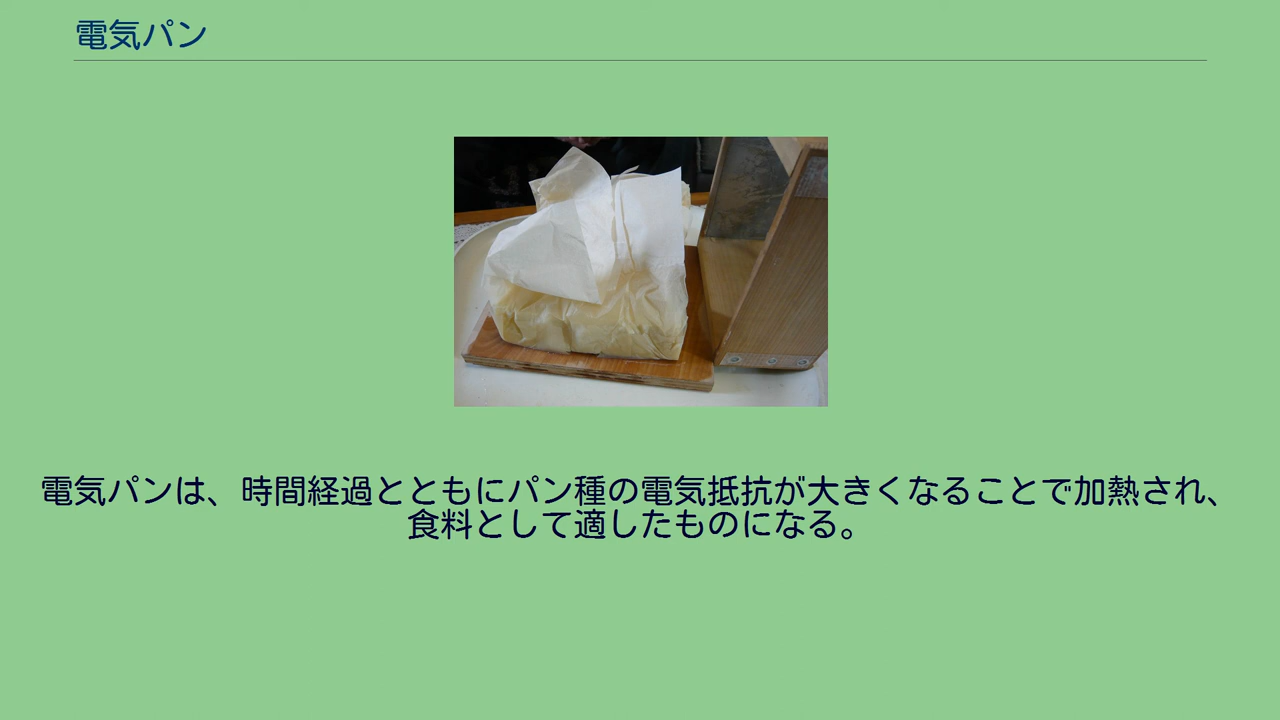 電気パン
電気パンは、時間経過とともにパン種の電気抵抗が大きくなることで加熱され、
食料として適したものになる。